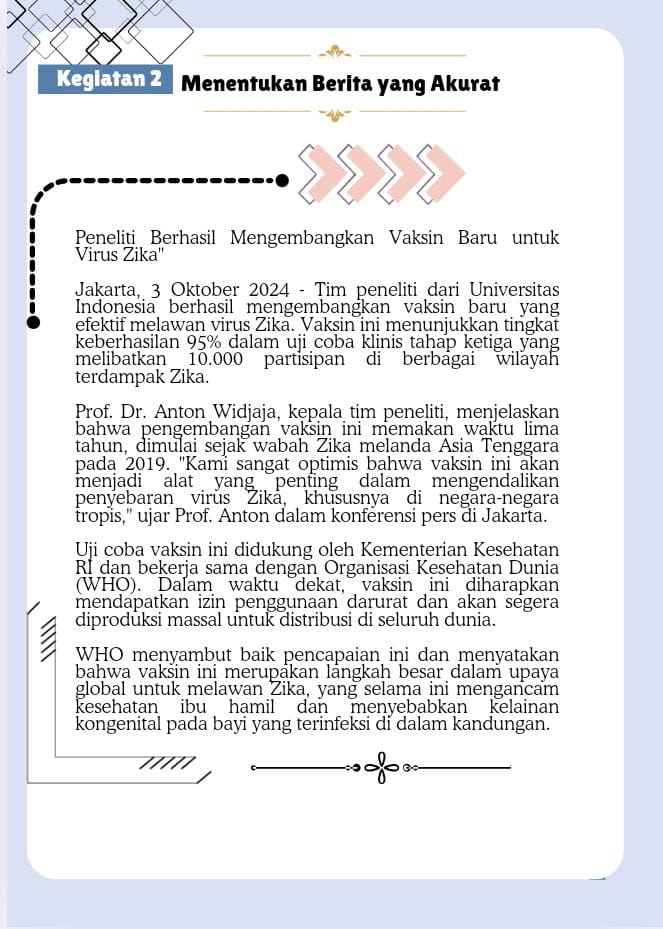 Kegiatan 2
Menentukan Berita yang Akurat
Peneliti Berhasil Mengembangkan Vaksin Baru untuk
Virus Zika"
Jakarta, 3 Oktober 2024 - Tim peneliti dari Universitas
Indonesia berhasil mengembangkan vaksin baru yang
efektif melawan virus Zika. Vaksin ini menunjukkan tingkat
keberhasilan 95% dalam uji coba klinis tahap ketiga yang
melibatkan 10.000 partisipan di berbagai wilayah
terdampak Zika.
Prof. Dr. Anton Widjaja, kepala tim peneliti, menjelaskan
bahwa pengembangan vaksin ini memakan waktu lima
tahun, dimulai sejak wabah Zika melanda Asia Tenggara
pada 2019. "Kami sangat optimis bahwa vaksin ini akan
menjadi alat yang penting dalam mengendalikan
penyebaran virus Zika, khususnya di negara-negara
tropis," ujar Prof. Anton dalam konferensi pers di Jakarta.
Uji coba vaksin ini didukung oleh Kementerian Kesehatan
RI dan bekerja sama dengan Organisasi Kesehatan Dunia
(WHO). Dalam waktu dekat, vaksin ini diharapkan
mendapatkan izin penggunaan darurat dan akan segera
diproduksi massal untuk distribusi di seluruh dunia.
WHO menyambut baik pencapaian ini dan menyatakan
bahwa vaksin ini merupakan langkah besar dalam upaya
global untuk melawan Zika, yang selama ini mengancam
kesehatan ibu hamil dan menyebabkan kelainan
kongenital pada bayi yang terinfeksi di dalam kandungan.